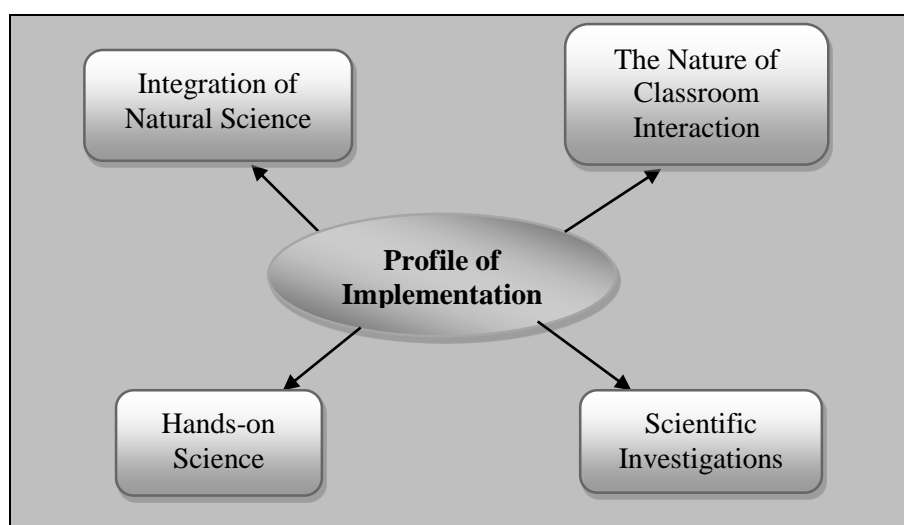 Integration of
Natural Science
The Nature of
Classroom
Interaction
Profile of
Implementation
Hands-on
Science
Scientific
Investigations